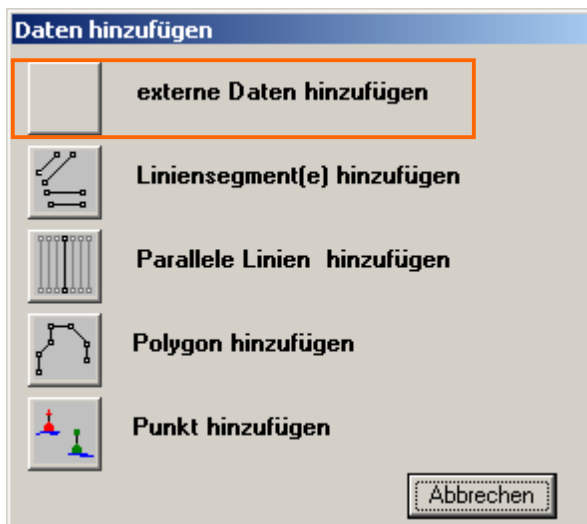 Daten hinzufügen
externe Daten hinzufügen
Liniensegment(e) hinzufügen
Parallele Linien hinzufügen
Polygon hinzufügen
Punkt hinzufügen
Abbrechen